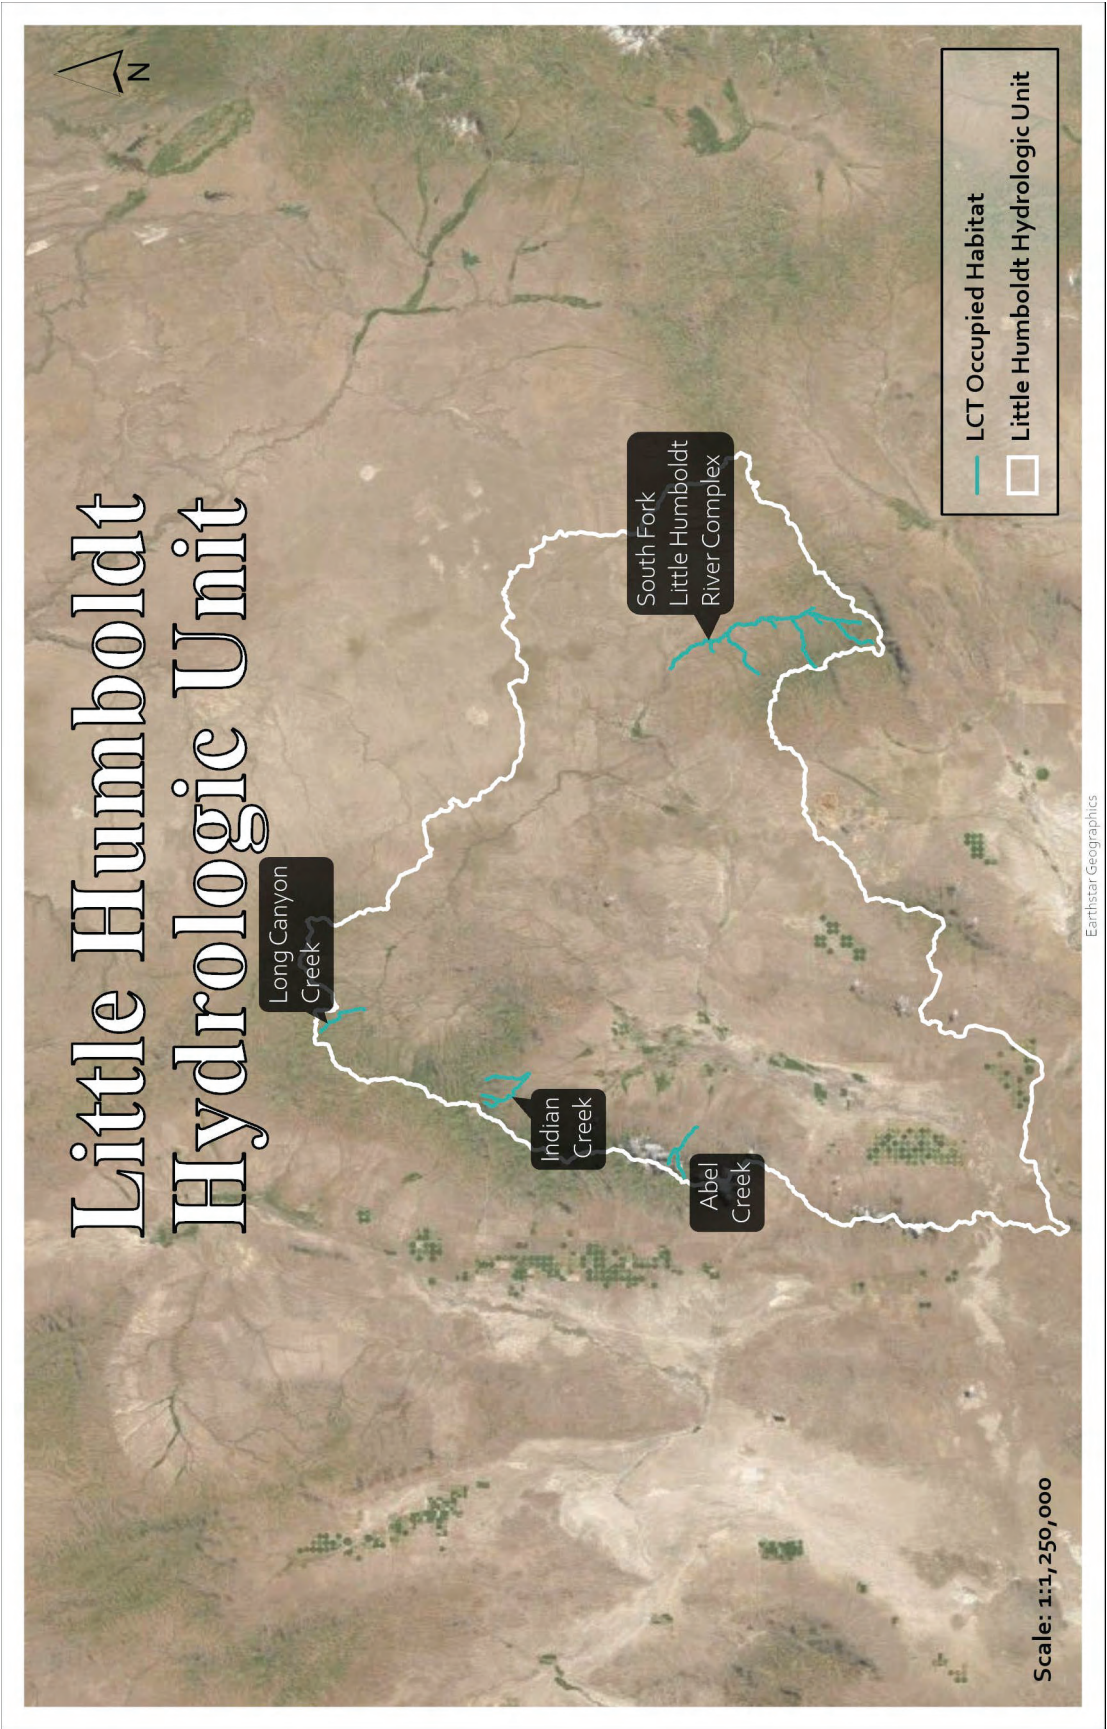 Little Humboldt
Hydrologic Unit
N
Long Canyon
Creek
Indian
Creek
Abel
Creek
South Fork
Little Humboldt
River Complex
LCT Occupied Habitat
Little Humboldt Hydrologic Unit
Scale: 1:1,250,000
Earthstar Geographics